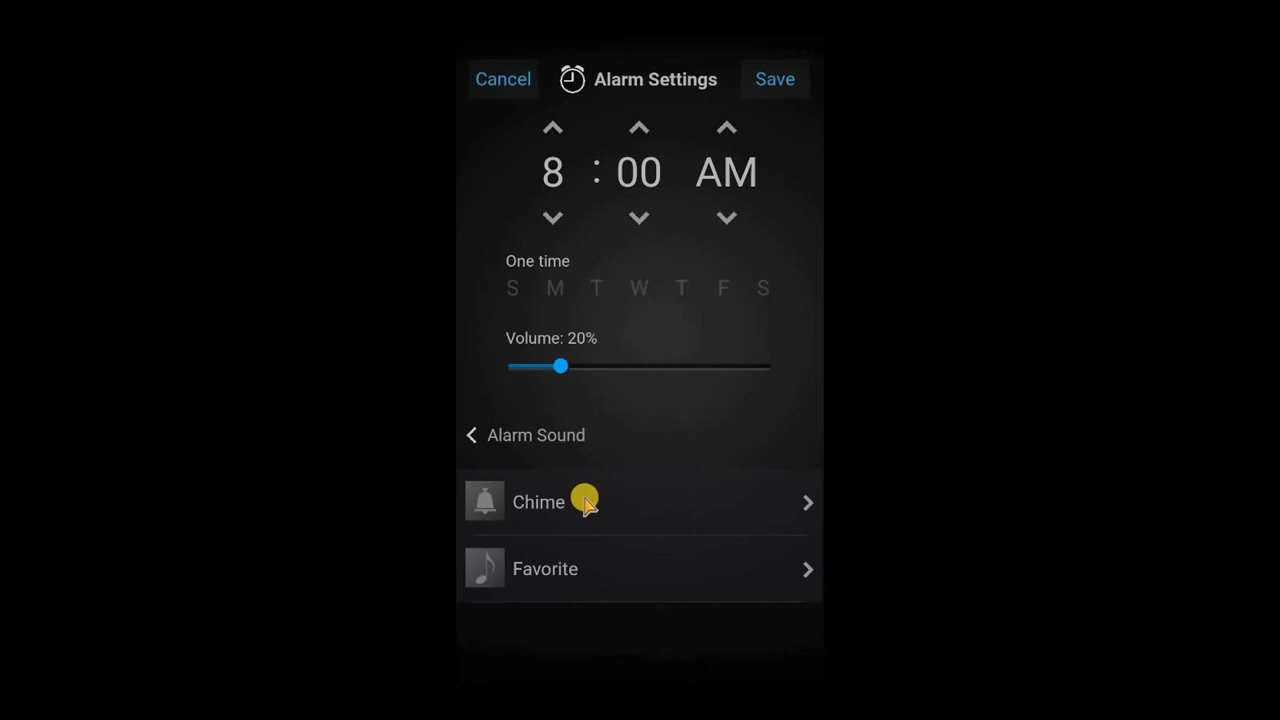 Cancel Alarm Settings Save
8 : 00 AM
One time
S M T W T F S
Volume: 20%
Alarm Sound
Chime
Favorite